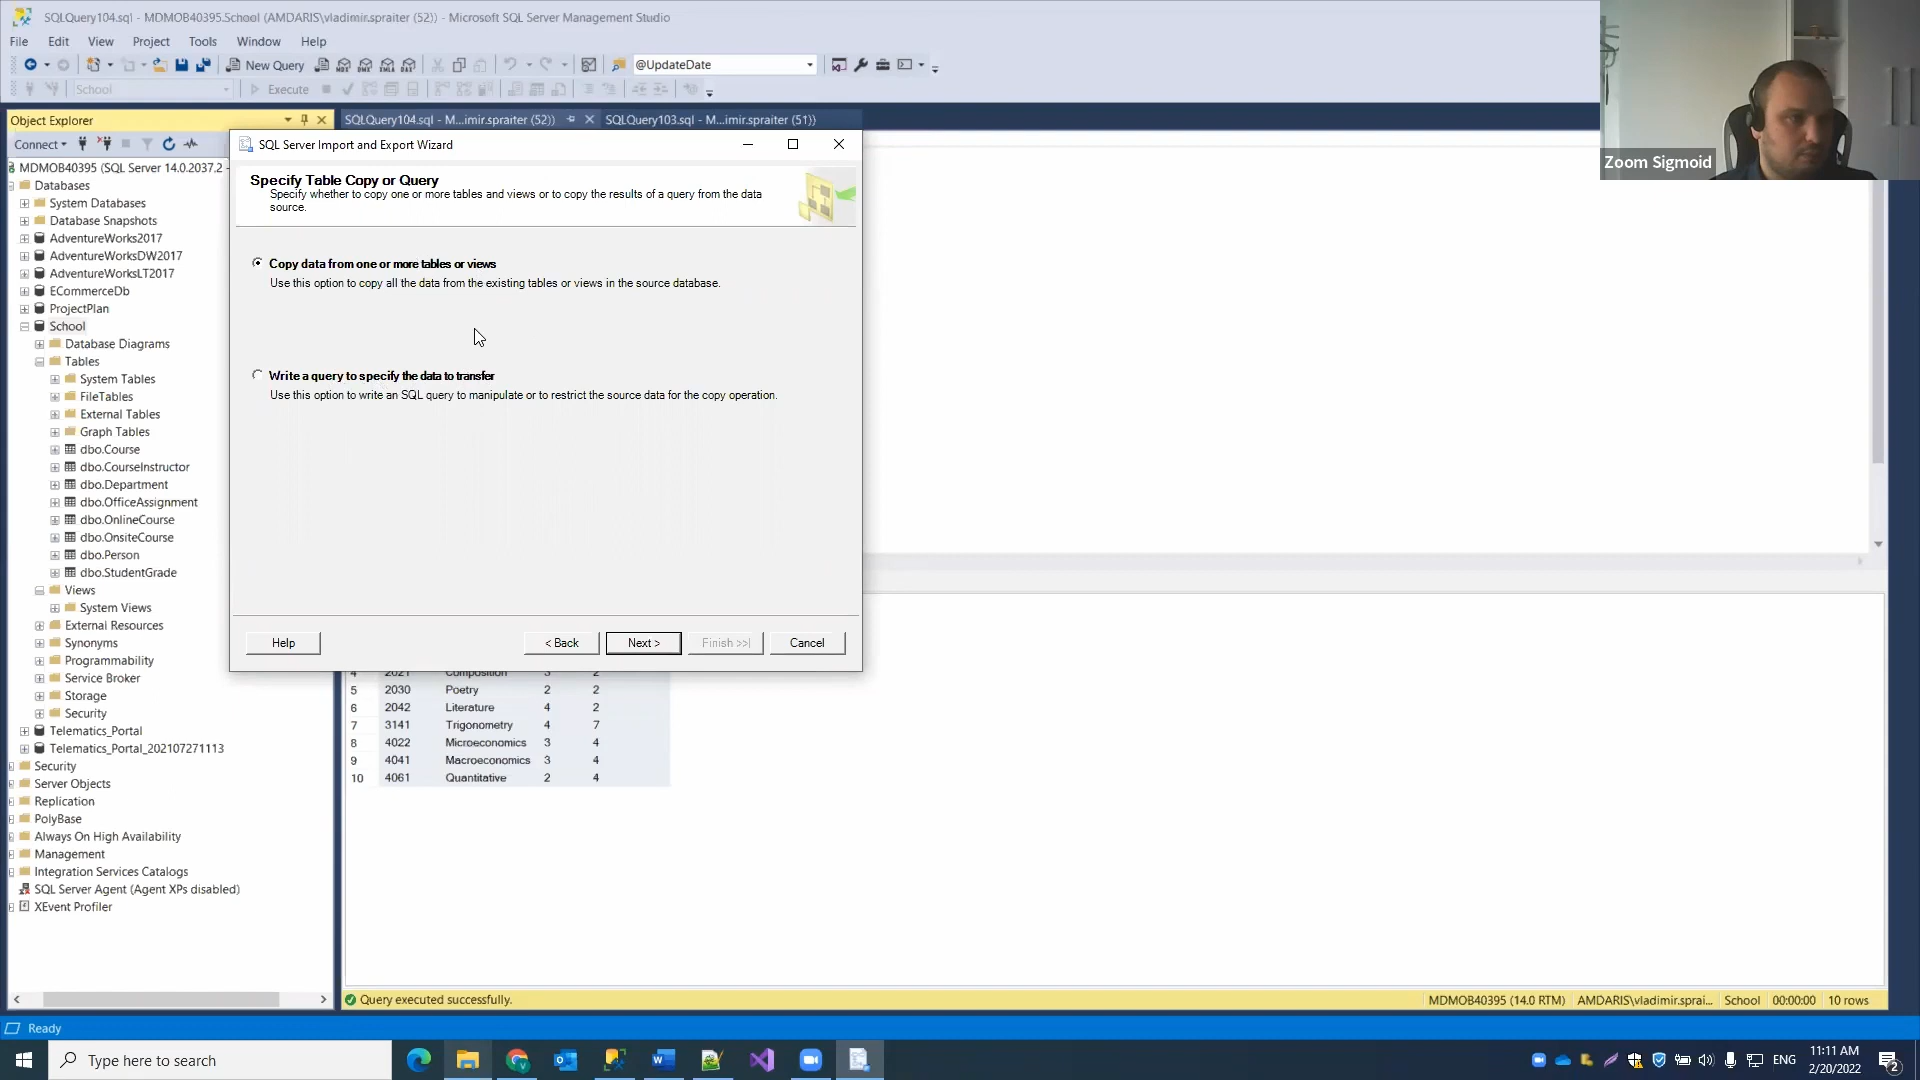 SQLQuery104.sql - MDMOB40395.School (AMDARIS\vladimir.spraiter (52)) - Microsoft SQL Server Management Studio
File Edit View Project Tools Window Help
New Query
@UpdateDate
School
Execute
Object Explorer
SQLQuery104.sql - M...imir.spraiter (52))
SQLQuery103.sql - M...imir.spraiter (51))
Zoom Sigmoid
Connect
MDMOB40395 (SQL Server 14.0.2037.2 -
Databases
System Databases
Database Snapshots
AdventureWorks2017
AdventureWorksDW2017
AdventureWorksLT2017
ECommerceDb
ProjectPlan
School
Database Diagrams
Tables
System Tables
FileTables
External Tables
Graph Tables
dbo.Course
dbo.CourseInstructor
dbo.Department
dbo.OfficeAssignment
dbo.OnlineCourse
dbo.OnsiteCourse
dbo.Person
dbo.StudentGrade
Views
System Views
External Resources
Synonyms
Programmability
Service Broker
Storage
Security
Telematics_Portal
Telematics_Portal_202107271113
Security
Server Objects
Replication
PolyBase
Always On High Availability
Management
Integration Services Catalogs
SQL Server Agent (Agent XPs disabled)
XEvent Profiler
SQL Server Import and Export Wizard
Specify Table Copy or Query
Specify whether to copy one or more tables and views or to copy the results of a query from the data
source.
Copy data from one or more tables or views
Use this option to copy all the data from the existing tables or views in the source database.
Write a query to specify the data to transfer
Use this option to write an SQL query to manipulate or to restrict the source data for the copy operation.
Help < Back Next > Finish >>| Cancel
4 2021 Composition 3 2
5 2030 Poetry 2 2
6 2042 Literature 4 2
7 3141 Trigonometry 4 7
8 4022 Microeconomics 3 4
9 4041 Macroeconomics 3 4
10 4061 Quantitative 2 4
Query executed successfully.
MDMOB40395 (14.0 RTM) AMDARIS\vladimir.sprai... School 00:00:00 10 rows
Ready
Type here to search
ENG
11:11 AM
2/20/2022
2